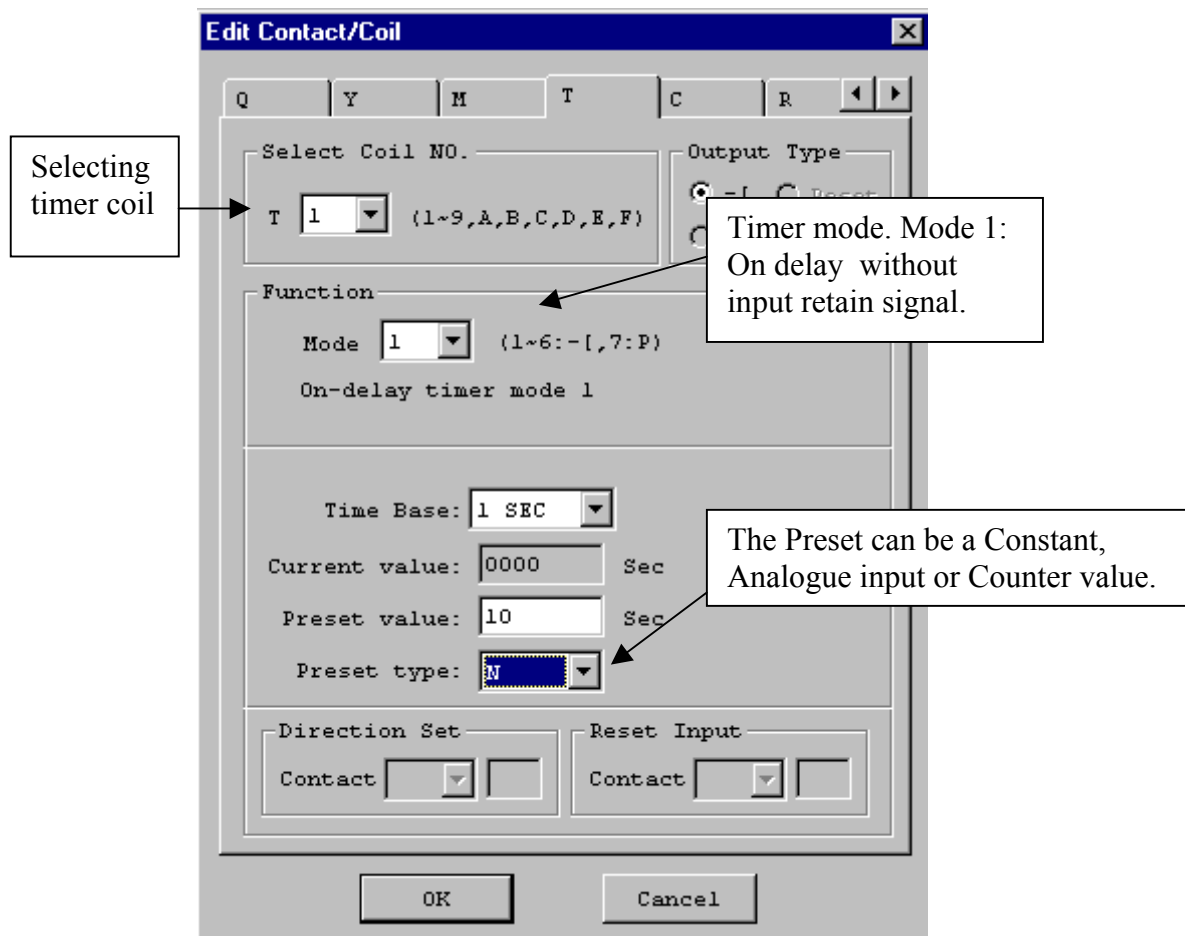 Edit Contact/Coil
Q Y M T C R
Select Coil NO.
Output Type
Selecting
timer coil
T 1 (1~9,A,B,C,D,E,F)
-[ Reset
Timer mode. Mode 1:
On delay without
input retain signal.
Function
Mode 1 (1~6:-[,7:P)
On-delay timer mode 1
Time Base: 1 SEC
Current value: 0000 Sec
The Preset can be a Constant,
Analogue input or Counter value.
Preset value: 10 Sec
Preset type: N
Direction Set
Reset Input
Contact
Contact
OK
Cancel